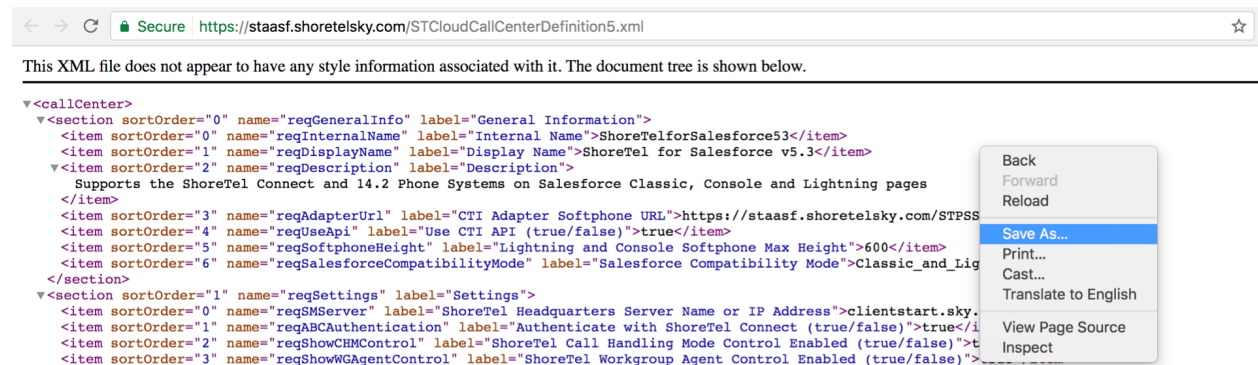 Secure https://staasf.shoretelsky.com/STCloudCallCenterDefinition5.xml
This XML file does not appear to have any style information associated with it. The document tree is shown below.
▼<callCenter>
▼<section sortOrder="0" name="reqGeneralInfo" label="General Information">
<item sortOrder="0" name="reqInternalName" label="Internal Name">ShoreTelforSalesforce53</item>
<item sortOrder="1" name="reqDisplayName" label="Display Name">ShoreTel for Salesforce v5.3</item>
▼<item sortOrder="2" name="reqDescription" label="Description">
Supports the ShoreTel Connect and 14.2 Phone Systems on Salesforce Classic, Console and Lightning pages
</item>
<item sortOrder="3" name="reqAdapterUrl" label="CTI Adapter Softphone URL">https://staasf.shoretelsky.com/STPSS
<item sortOrder="4" name="reqUseApi" label="Use CTI API (true/false)">true</item>
<item sortOrder="5" name="reqSoftphoneHeight" label="Lightning and Console Softphone Max Height">600</item>
<item sortOrder="6" name="reqSalesforceCompatibilityMode" label="Salesforce Compatibility Mode">Classic_and_Lig
</section>
▼<section sortOrder="1" name="reqSettings" label="Settings">
<item sortOrder="0" name="reqSMServer" label="ShoreTel Headquarters Server Name or IP Address">clientstart.sky.
<item sortOrder="1" name="reqABCAuthentication" label="Authenticate with ShoreTel Connect (true/false)">true</i
<item sortOrder="2" name="reqShowCHMControl" label="ShoreTel Call Handling Mode Control Enabled (true/false)">t
<item sortOrder="3" name="reqShowWGAgentControl" label="ShoreTel Workgroup Agent Control Enabled (true/false)">
Back
Forward
Reload
Save As...
Print...
Cast...
Translate to English
View Page Source
Inspect